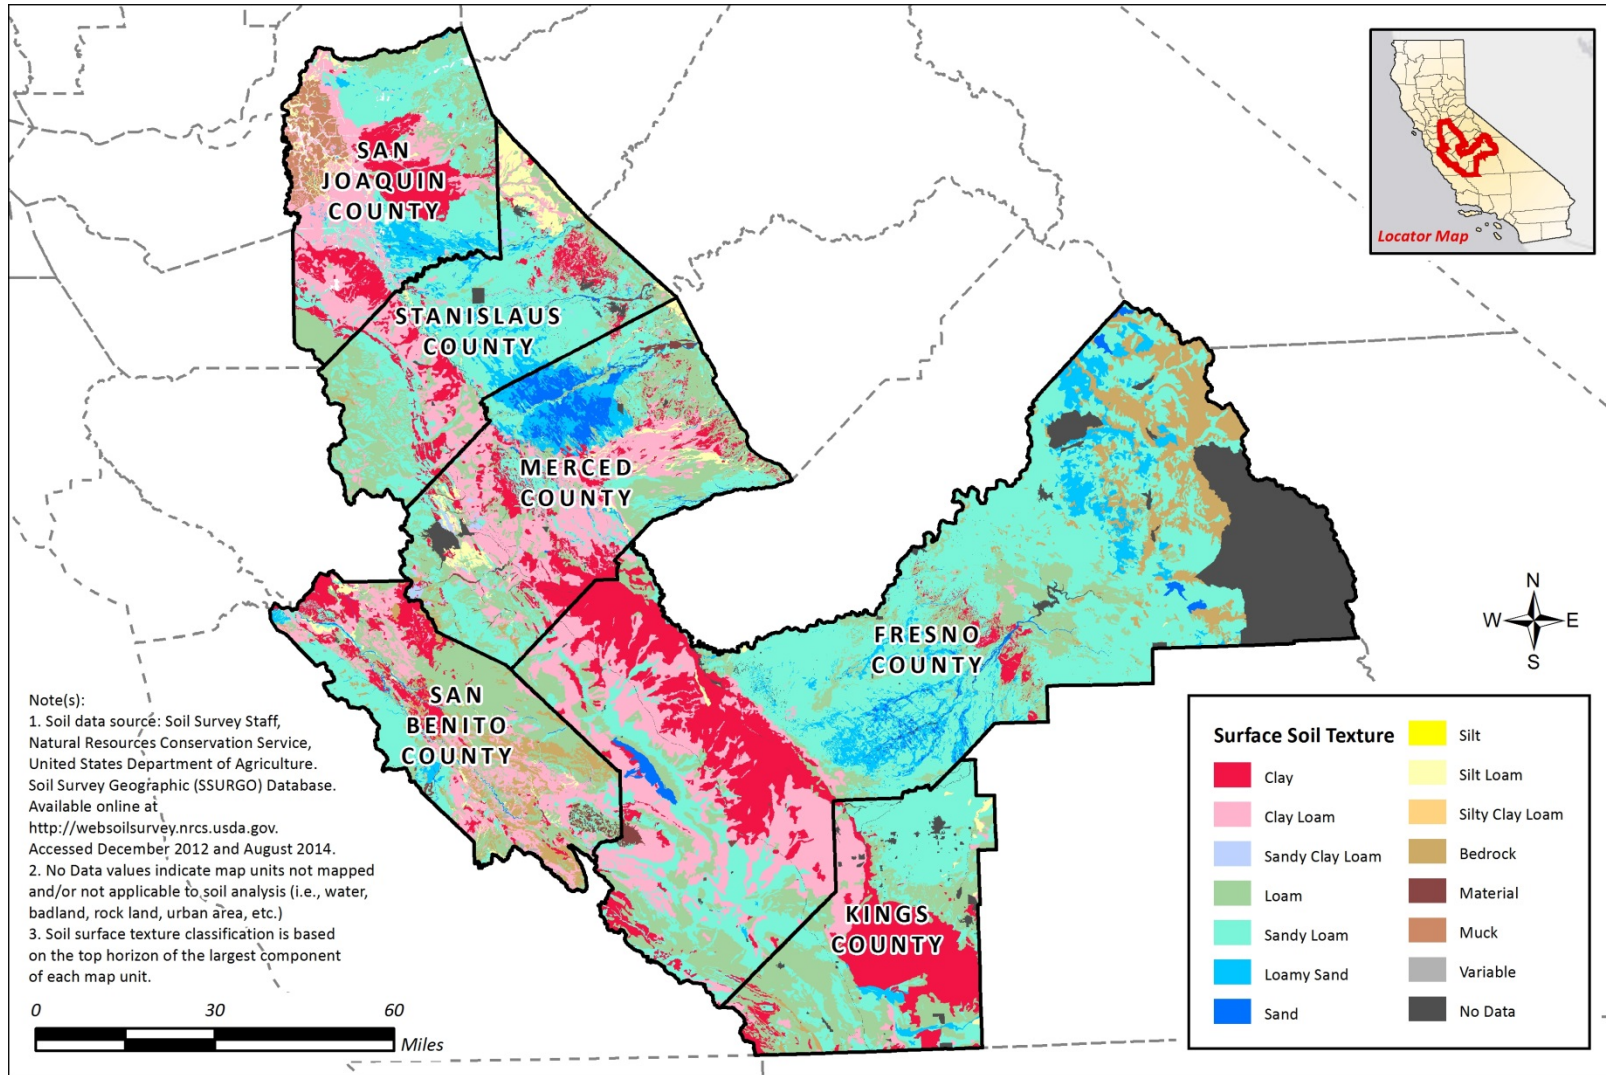 SAN
JOAQUIN
COUNTY
STANISLAUS
COUNTY
MERCED
COUNTY
FRESNO
COUNTY
SAN
BENITO
COUNTY
KINGS
COUNTY
Locator Map
N
W
E
S
Note(s):
1. Soil data source: Soil Survey Staff,
Natural Resources Conservation Service,
United States Department of Agriculture.
Soil Survey Geographic (SSURGO) Database.
Available online at
http://websoilsurvey.nrcs.usda.gov.
Accessed December 2012 and August 2014.
2. No Data values indicate map units not mapped
and/or not applicable to soil analysis (i.e., water,
badland, rock land, urban area, etc.)
3. Soil surface texture classification is based
on the top horizon of the largest component
of each map unit.
0
30
60
Miles
Surface Soil Texture
Clay
Clay Loam
Sandy Clay Loam
Loam
Sandy Loam
Loamy Sand
Sand
Silt
Silt Loam
Silty Clay Loam
Bedrock
Material
Muck
Variable
No Data